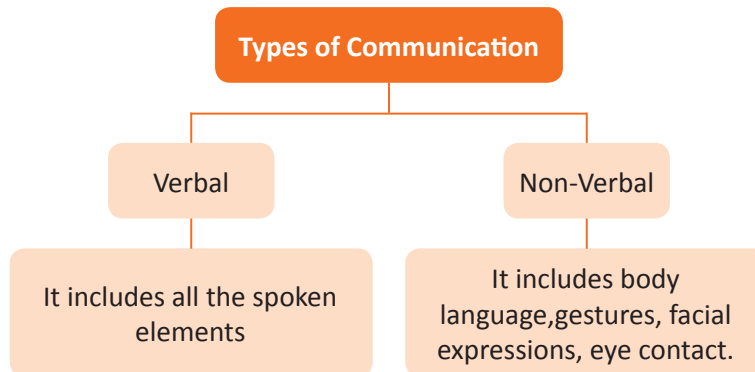 Types of Communication
Verbal
Non-Verbal
It includes all the spoken
elements
It includes body
language,gestures, facial
expressions, eye contact.